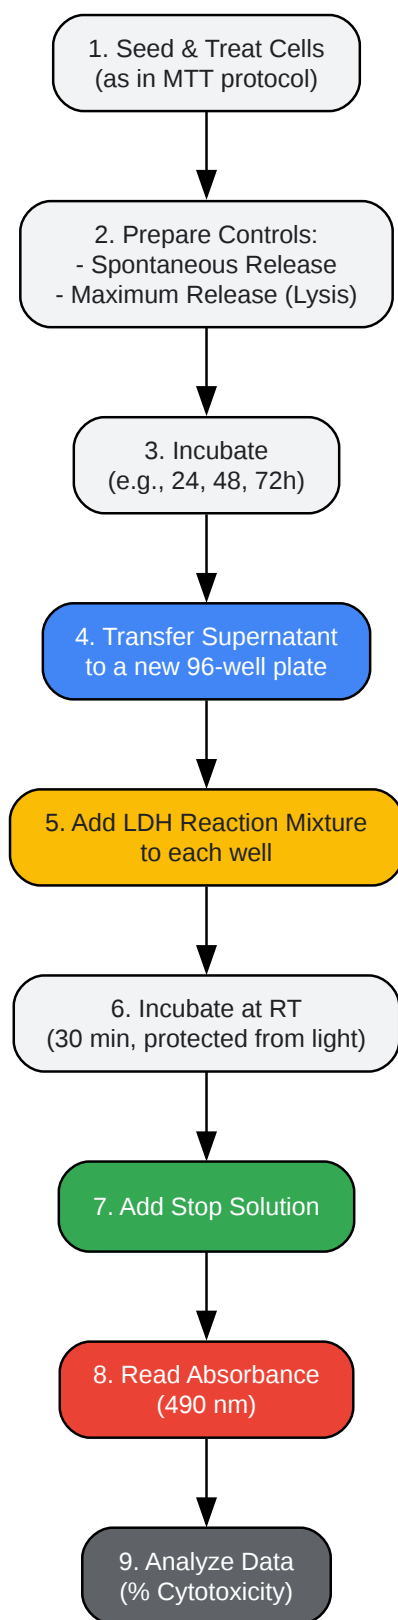 1. Seed & Treat Cells
(as in MTT protocol)
2. Prepare Controls:
- Spontaneous Release
- Maximum Release (Lysis)
3. Incubate
(e.g., 24, 48, 72h)
4. Transfer Supernatant
to a new 96-well plate
5. Add LDH Reaction Mixture
to each well
6. Incubate at RT
(30 min, protected from light)
7. Add Stop Solution
8. Read Absorbance
(490 nm)
9. Analyze Data
(% Cytotoxicity)